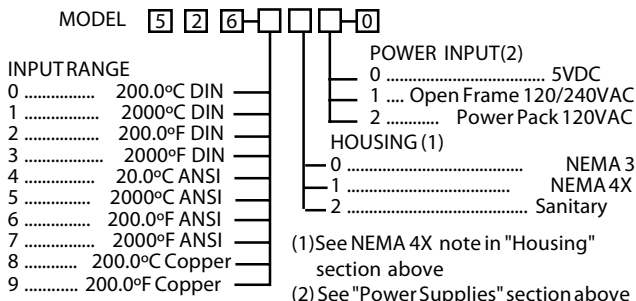 MODEL 5 2 6 - 0
INPUT RANGE
0 ................ 200.0ºC DIN
1 ................ 2000ºC DIN
2 ................ 200.0ºF DIN
3 ................... 2000ºF DIN
4 .............. 20.0ºC ANSI
5 .............. 2000ºC ANSI
6 .............. 200.0ºF ANSI
7 ................ 2000ºF ANSI
8 ............ 200.0ºC Copper
9 ............ 200.0ºF Copper
POWER INPUT(2)
0 ...................................... 5VDC
1 .... Open Frame 120/240VAC
2 ............ Power Pack 120VAC
HOUSING (1)
0 ........................................... NEMA 3
1 ....................................... NEMA 4X
2 ..................................... Sanitary
(1)See NEMA 4X note in "Housing"
section above
(2) See "Power Supplies" section above